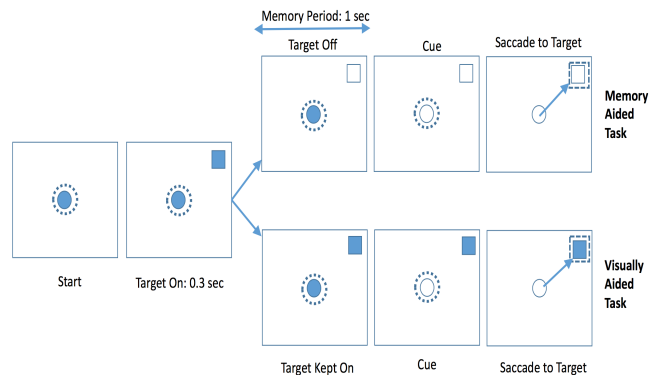 Memory Period: 1 sec
Target Off
Cue
Saccade to Target
Memory
Aided
Task
Start
Target On: 0.3 sec
Visually
Aided
Task
Target Kept On
Cue
Saccade to Target